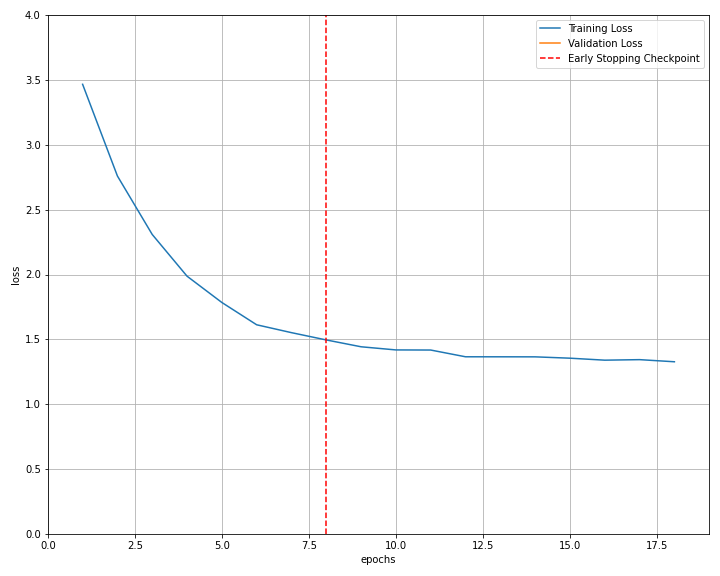 4.0
3.5
3.0
2.5
2.0
1.5
1.0
0.5
0.0
loss
Training Loss
Validation Loss
Early Stopping Checkpoint
0.0 2.5 5.0 7.5 10.0 12.5 15.0 17.5
epochs